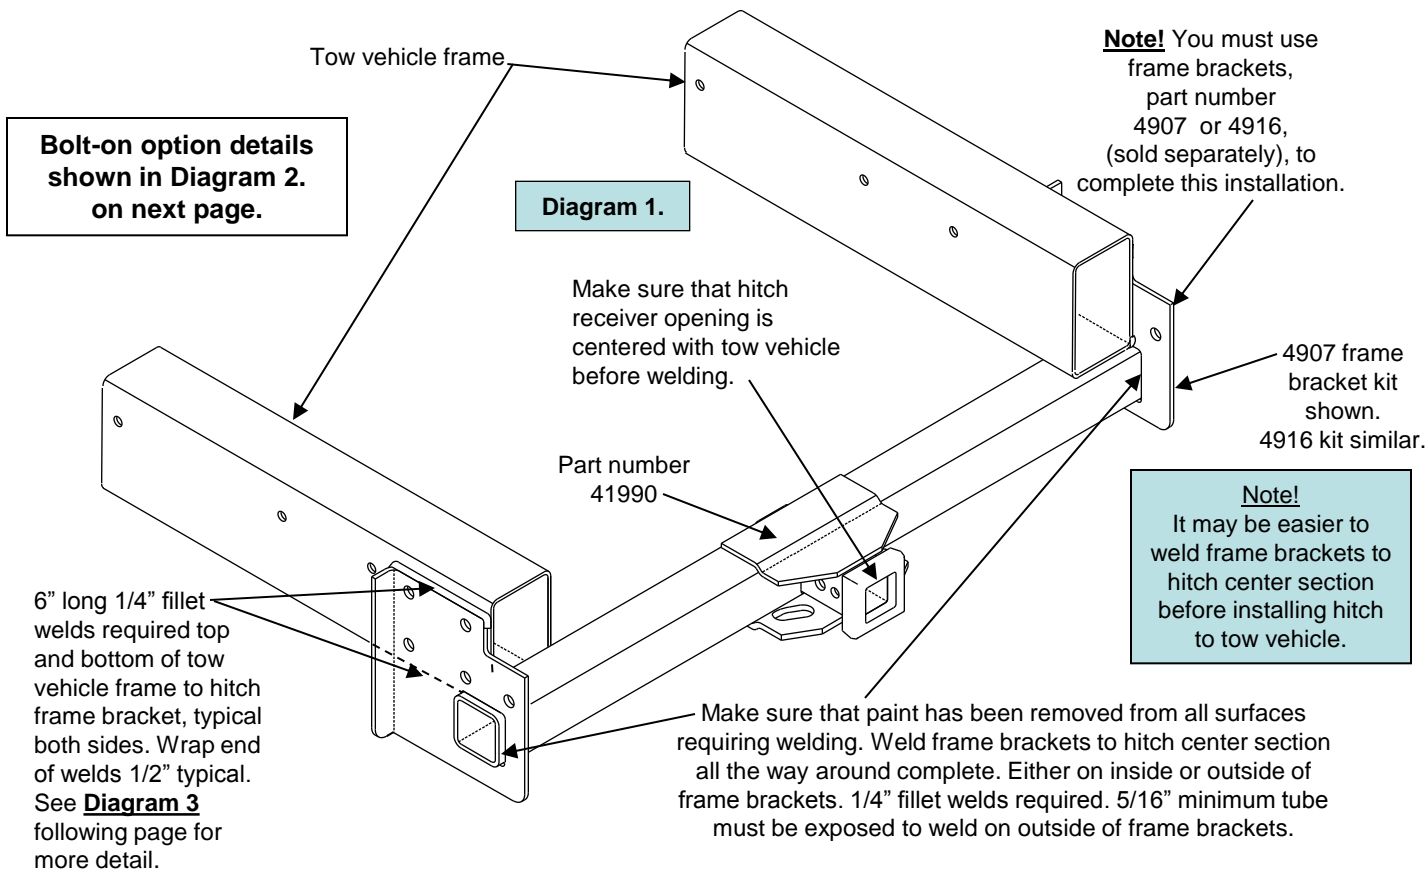 Tow vehicle frame
Note! You must use
frame brackets,
part number
4907 or 4916,
(sold separately), to
complete this installation.
Bolt-on option details
shown in Diagram 2.
on next page.
Diagram 1.
Make sure that hitch
receiver opening is
centered with tow vehicle
before welding.
4907 frame
bracket kit
shown.
4916 kit similar.
Part number
41990
Note!
It may be easier to
weld frame brackets to
hitch center section
before installing hitch
to tow vehicle.
6” long 1/4” fillet
welds required top
and bottom of tow
vehicle frame to hitch
frame bracket, typical
both sides. Wrap end
of welds 1/2” typical.
See Diagram 3
following page for
more detail.
Make sure that paint has been removed from all surfaces
requiring welding. Weld frame brackets to hitch center section
all the way around complete. Either on inside or outside of
frame brackets. 1/4” fillet welds required. 5/16” minimum tube
must be exposed to weld on outside of frame brackets.